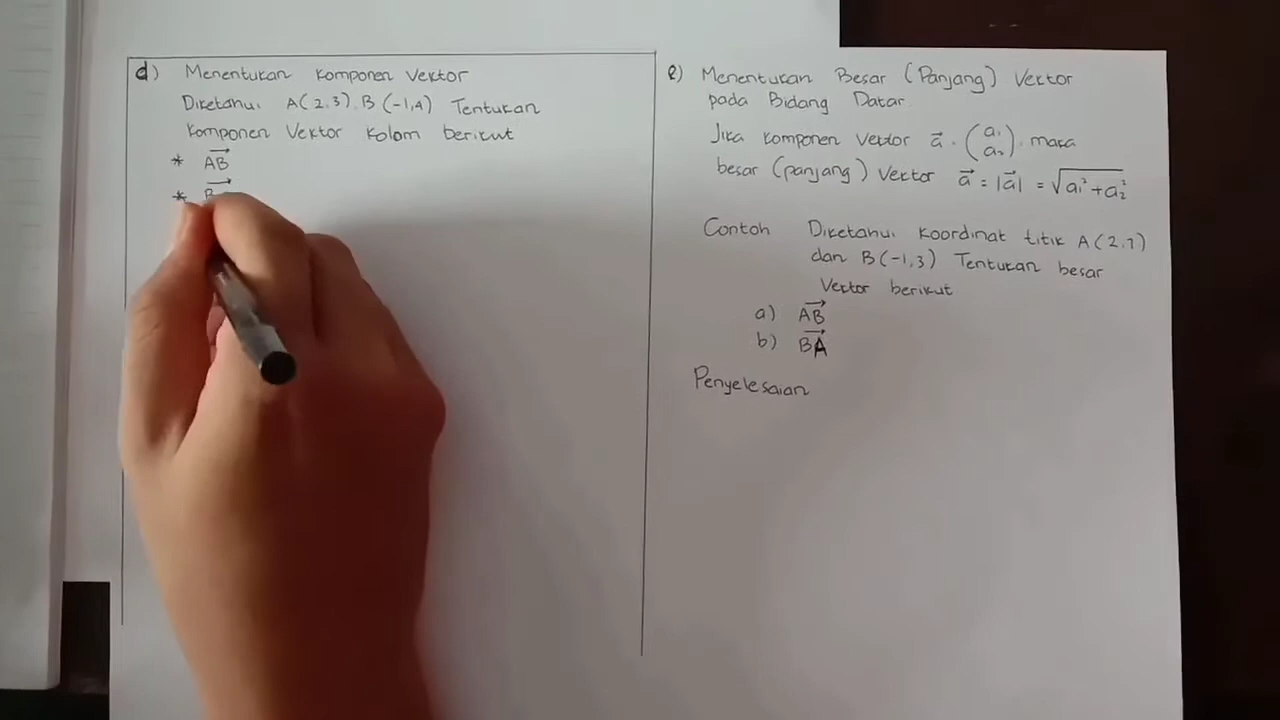 d) Menentukan Komponen Vektor
Diketahui A(2,3). B(-1,4) Tentukan
Komponen Vektor Kolom berikut
* AB
* B
e) Menentukan Besar (Panjang) Vektor
pada Bidang Datar.
Jika Komponen Vektor a⃗ = (a₁ a₂). maka
besar (panjang) Vektor a⃗ = |a⃗| = √a₁² + a₂²
Contoh Diketahui Koordinat titik A(2,1)
dan B(-1,3) Tentukan besar
Vektor berikut
a) AB
b) BA
Penyelesaian